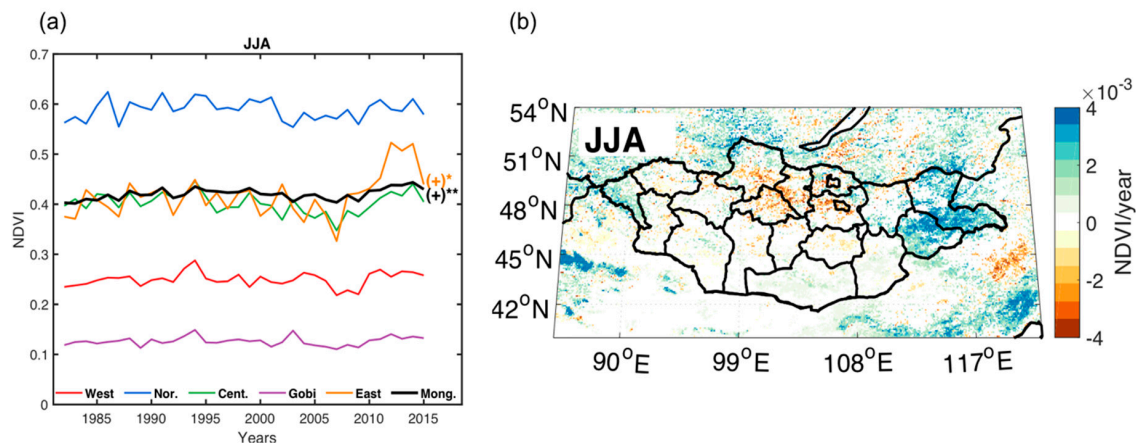 (a)
JJA
0.7
0.6
0.5
0.4
0.3
0.2
0.1
0
NDVI
(+)*
(+)**
West Nor. Cent. Gobi East Mong.
1985 1990 1995 2000 2005 2010 2015
Years
(b)
JJA
54°N
51°N
48°N
45°N
42°N
90°E 99°E 108°E 117°E
×10-3
4
2
0
-2
-4
NDVI/year